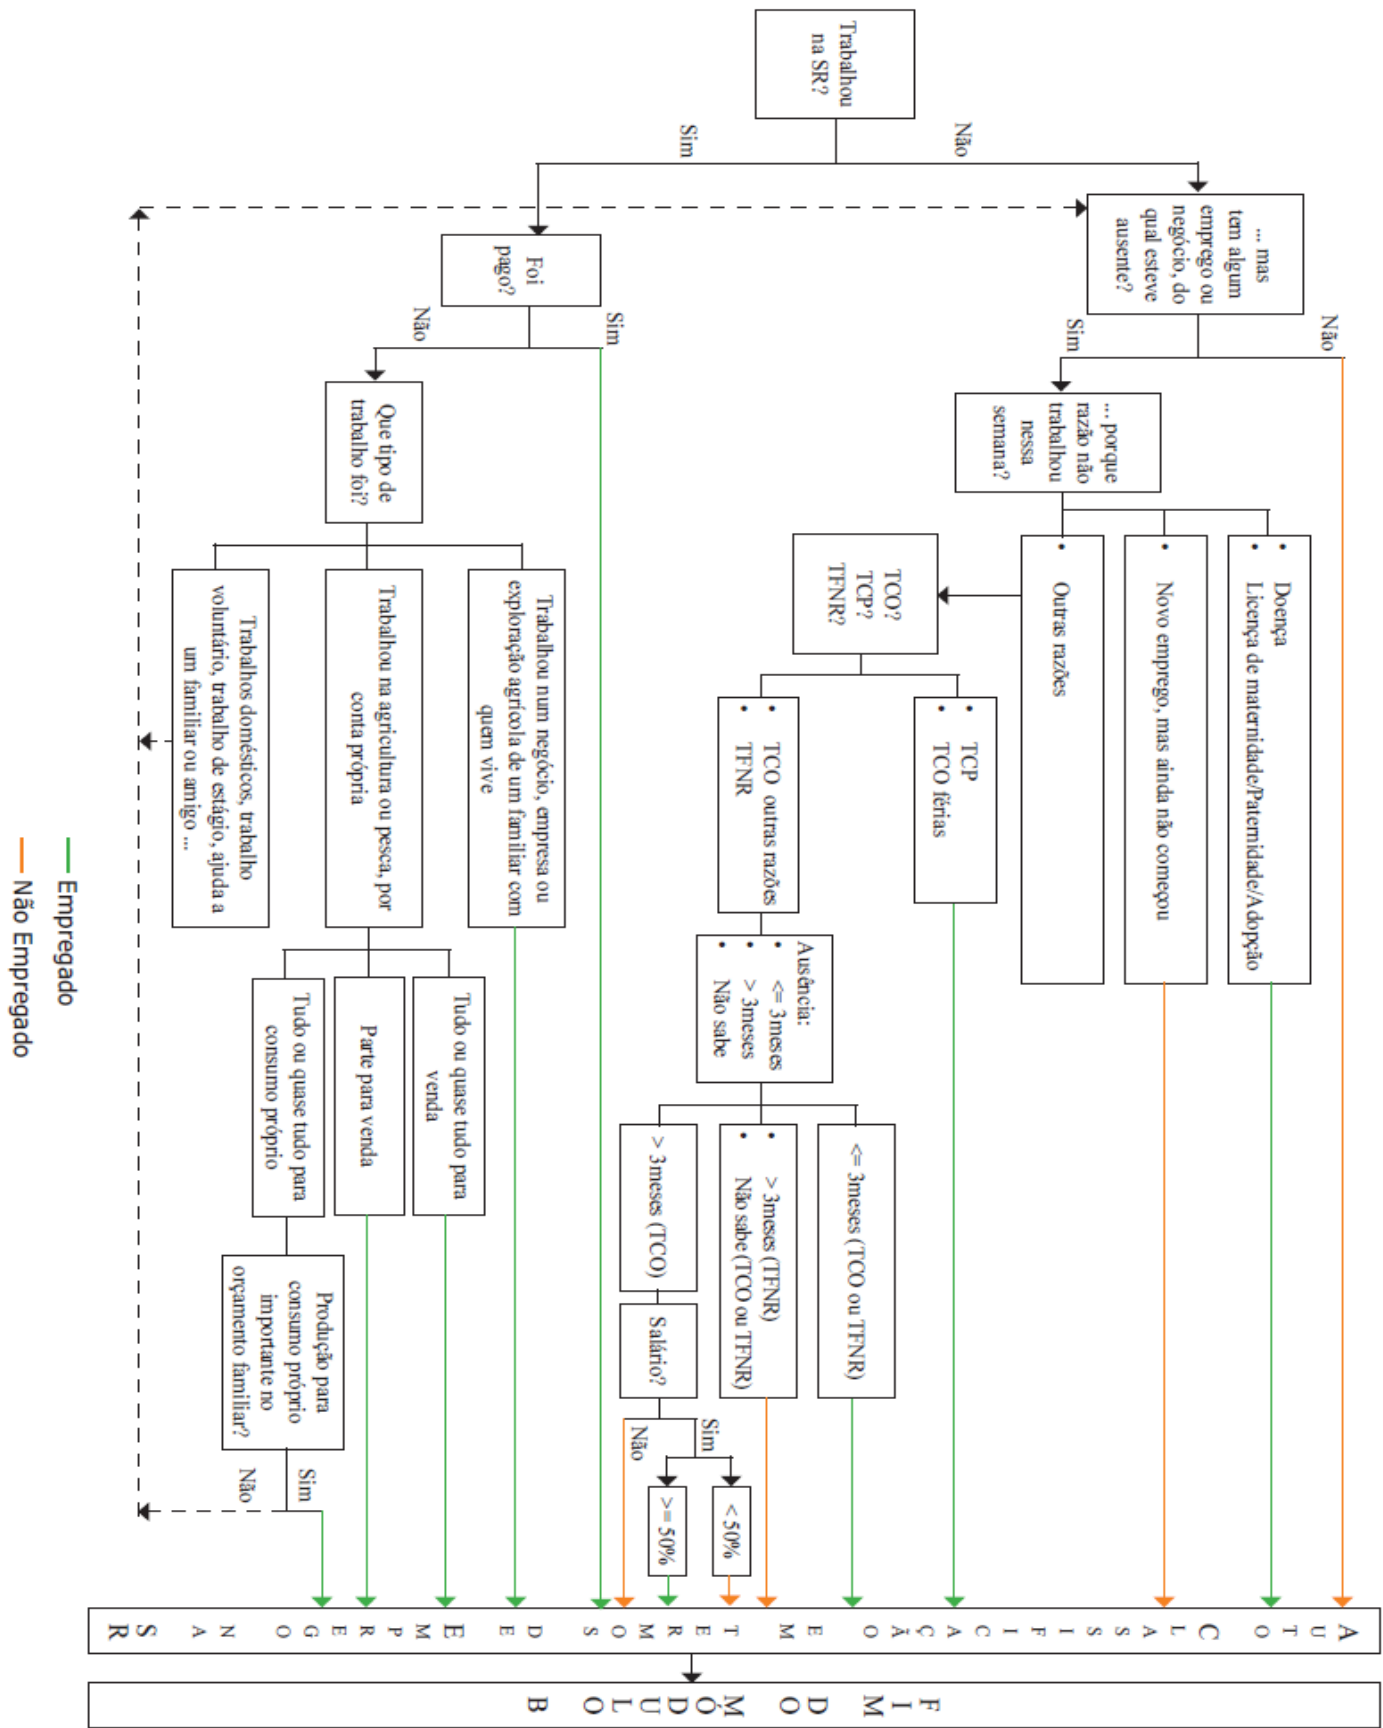 Trabalhou
na SR?
Não
Sim
... mas
tem algum
emprego ou
negócio, do
qual esteve
ausente?
Não
Sim
... porque
razão não
trabalhou
nessa
semana?
• Doença
• Licença de maternidade/Paternidade/Adopção
• Novo emprego, mas ainda não começou
• Outras razões
TCO?
TCP?
TFNR?
• TCP
• TCO férias
• TCO outras razões
• TFNR
Ausência:
• <= 3meses
• > 3meses
• Não sabe
<= 3meses (TCO ou TFNR)
• > 3meses (TFNR)
• Não sabe (TCO ou TFNR)
> 3meses (TCO)
Salário?
Sim
Não
< 50%
>= 50%
Foi
pago?
Sim
Não
Que tipo de
trabalho foi?
Trabalhou num negócio, empresa ou
exploração agrícola de um familiar com
quem vive
Trabalhou na agricultura ou pesca, por
conta própria
Trabalhos domésticos, trabalho
voluntário, trabalho de estágio, ajuda a
um familiar ou amigo ...
Tudo ou quase tudo para
venda
Parte para venda
Tudo ou quase tudo para
consumo próprio
Produção para
consumo próprio
importante no
orçamento familiar?
Sim
Não
AUTO CLASSIFICAÇÃO EM TERMOS DE EMPREGO NA SR
FIM DO MÓDULO B
Empregado
Não Empregado